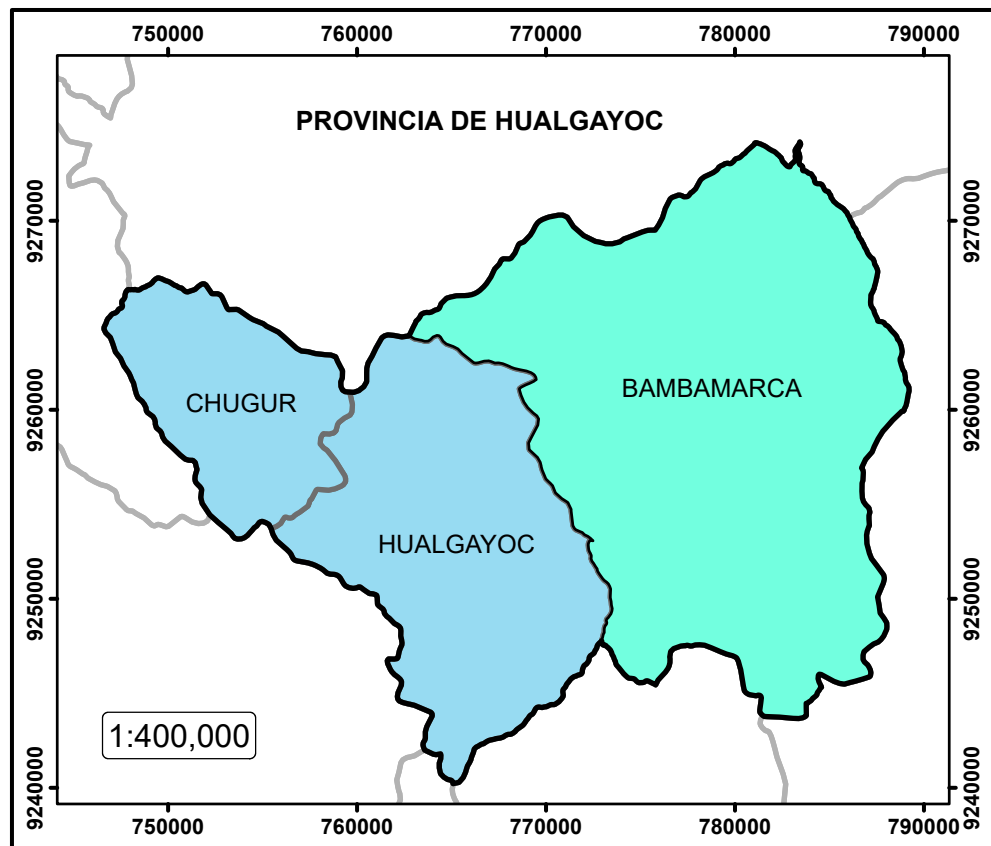 750000 760000 770000 780000 790000
PROVINCIA DE HUALGAYOC
9270000 9270000
BAMBAMARCA
CHUGUR
9260000 9260000
HUALGAYOC
9250000 9250000
1:400,000
9240000 9240000
750000 760000 770000 780000 790000